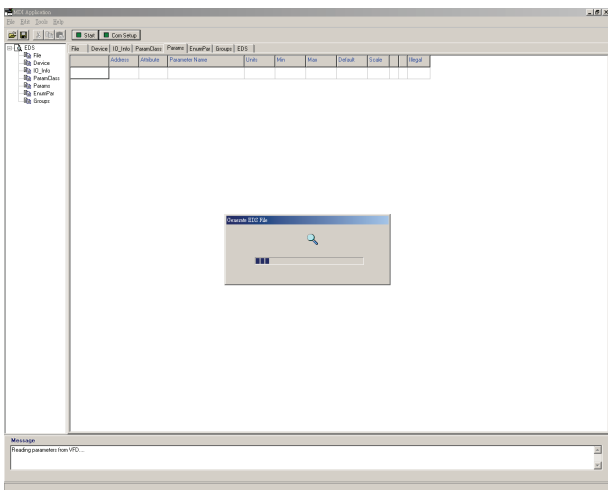 MDI Application
File Edit Tools Help
Start Com Setup
EDS
File
Device
IO_Info
ParamClass
Params
EnumPar
Groups
File Device IO_Info ParamClass Params EnumPar Groups EDS
Address Attribute Parameter Name Units Min Max Default Scale Illegal
Generate EDS File
Message
Reading parameters from VFD...